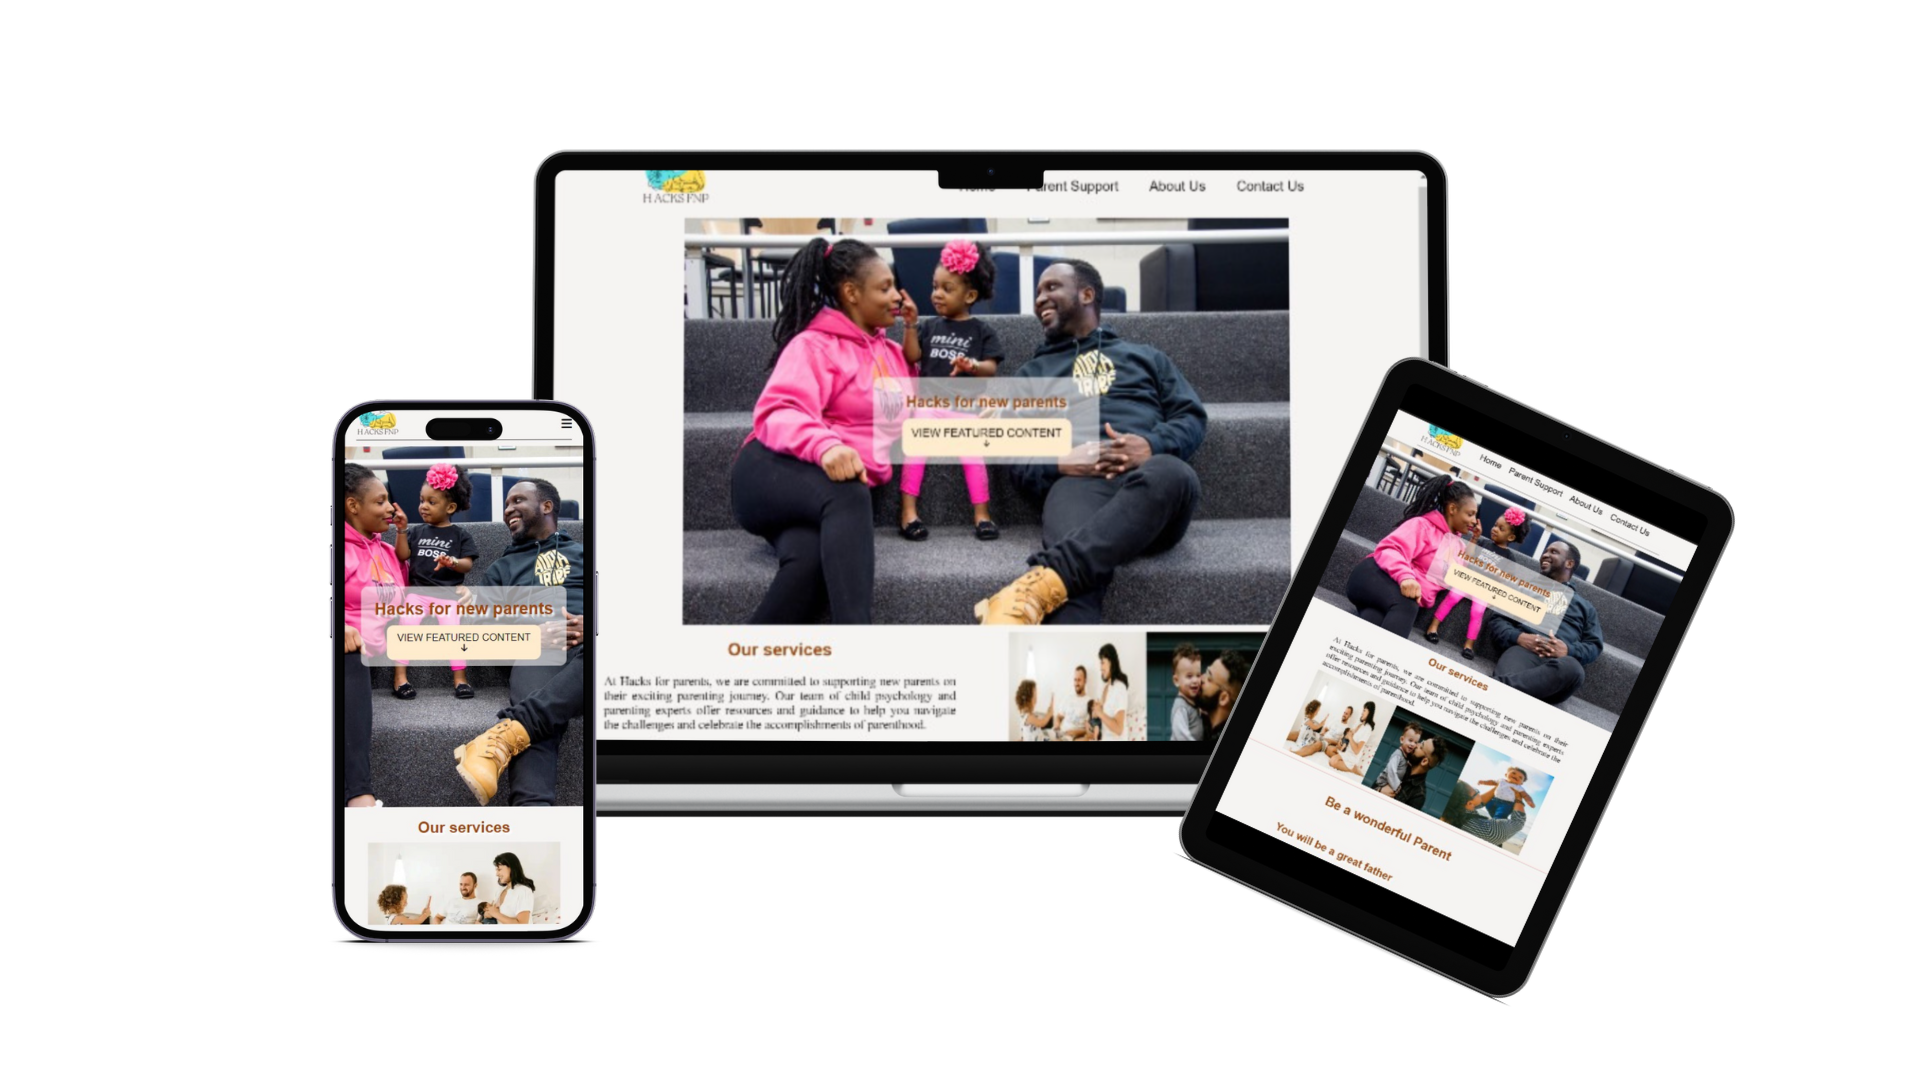 HACKS FNP
Home Parent Support About Us Contact Us
mini
BOSS
Hacks for new parents
VIEW FEATURED CONTENT
↓
Our services
At Hacks for parents, we are committed to supporting new parents on
their exciting parenting journey. Our team of child psychology and
parenting experts offer resources and guidance to help you navigate
the challenges and celebrate the accomplishments of parenthood.
HACKS FNP
mini
BOSS
Hacks for new parents
VIEW FEATURED CONTENT
↓
Our services
HACKS FNP
Home Parent Support About Us Contact Us
Hacks for new parents
VIEW FEATURED CONTENT
↓
Our services
At Hacks for parents, we are committed to supporting new parents on their
exciting parenting journey. Our team of child psychology and parenting experts
offer resources and guidance to help you navigate the challenges and celebrate the
accomplishments of parenthood.
Be a wonderful Parent
You will be a great father